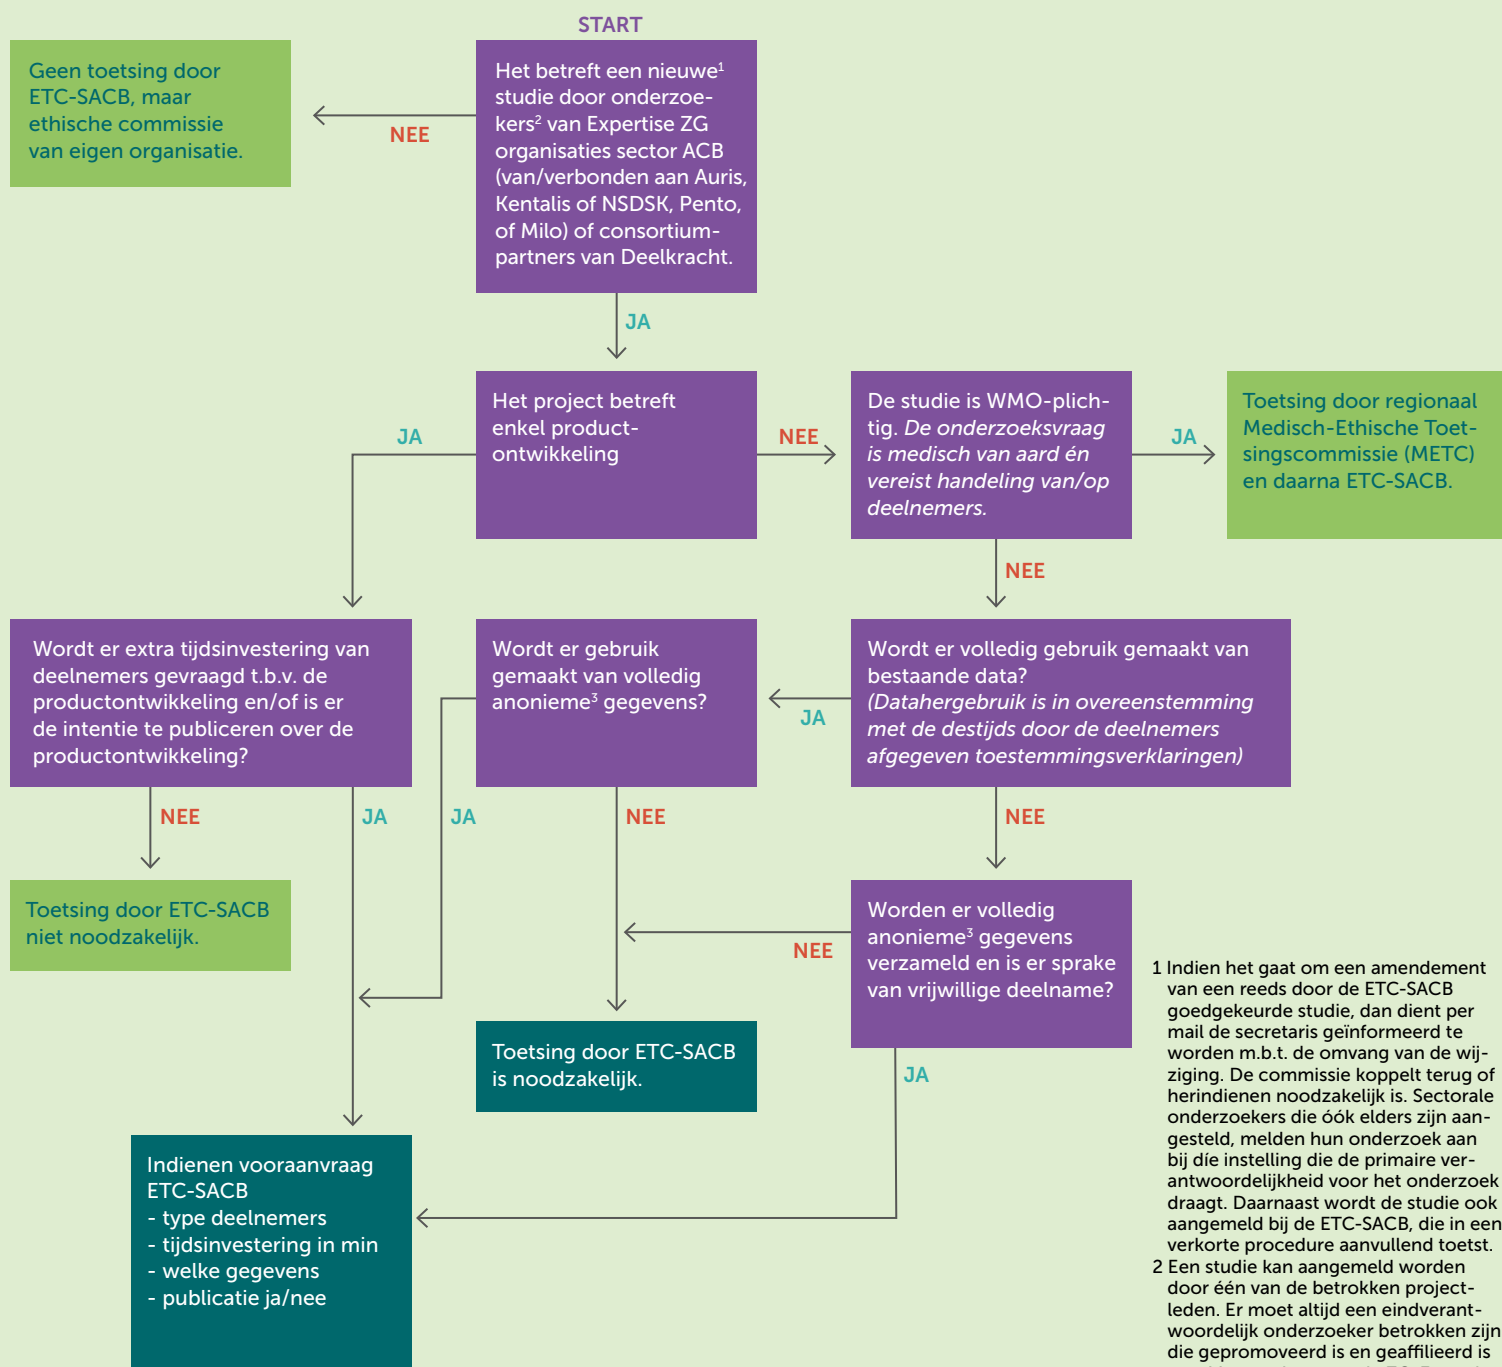 START
Geen toetsing door
ETC-SACB, maar
ethische commissie
van eigen organisatie.
NEE
Het betreft een nieuwe1
studie door onderzoe-
kers2 van Expertise ZG
organisaties sector ACB
(van/verbonden aan Auris,
Kentalis of NSDSK, Pento,
of Milo) of consortium-
partners van Deelkracht.
JA
Het project betreft
enkel product-
ontwikkeling
JA
NEE
De studie is WMO-plich-
tig. De onderzoeksvraag
is medisch van aard én
vereist handeling van/op
deelnemers.
JA
Toetsing door regionaal
Medisch-Ethische Toet-
singscommissie (METC)
en daarna ETC-SACB.
NEE
Wordt er extra tijdsinvestering van
deelnemers gevraagd t.b.v. de
productontwikkeling en/of is er
de intentie te publiceren over de
productontwikkeling?
Wordt er gebruik
gemaakt van volledig
anonieme3 gegevens?
JA
Wordt er volledig gebruik gemaakt van
bestaande data?
(Datahergebruik is in overeenstemming
met de destijds door de deelnemers
afgegeven toestemmingsverklaringen)
NEE
JA
JA
NEE
NEE
Toetsing door ETC-SACB
niet noodzakelijk.
NEE
Worden er volledig
anonieme3 gegevens
verzameld en is er sprake
van vrijwillige deelname?
Toetsing door ETC-SACB
is noodzakelijk.
JA
Indienen vooraanvraag
ETC-SACB
- type deelnemers
- tijdsinvestering in min
- welke gegevens
- publicatie ja/nee
1 Indien het gaat om een amendement
van een reeds door de ETC-SACB
goedgekeurde studie, dan dient per
mail de secretaris geïnformeerd te
worden m.b.t. de omvang van de wij-
ziging. De commissie koppelt terug of
herindienen noodzakelijk is. Sectorale
onderzoekers die óók elders zijn aan-
gesteld, melden hun onderzoek aan
bij díe instelling die de primaire ver-
antwoordelijkheid voor het onderzoek
draagt. Daarnaast wordt de studie ook
aangemeld bij de ETC-SACB, die in een
verkorte procedure aanvullend toetst.
2 Een studie kan aangemeld worden
door één van de betrokken project-
leden. Er moet altijd een eindverant-
woordelijk onderzoeker betrokken zijn
die gepromoveerd is en geaffilieerd is